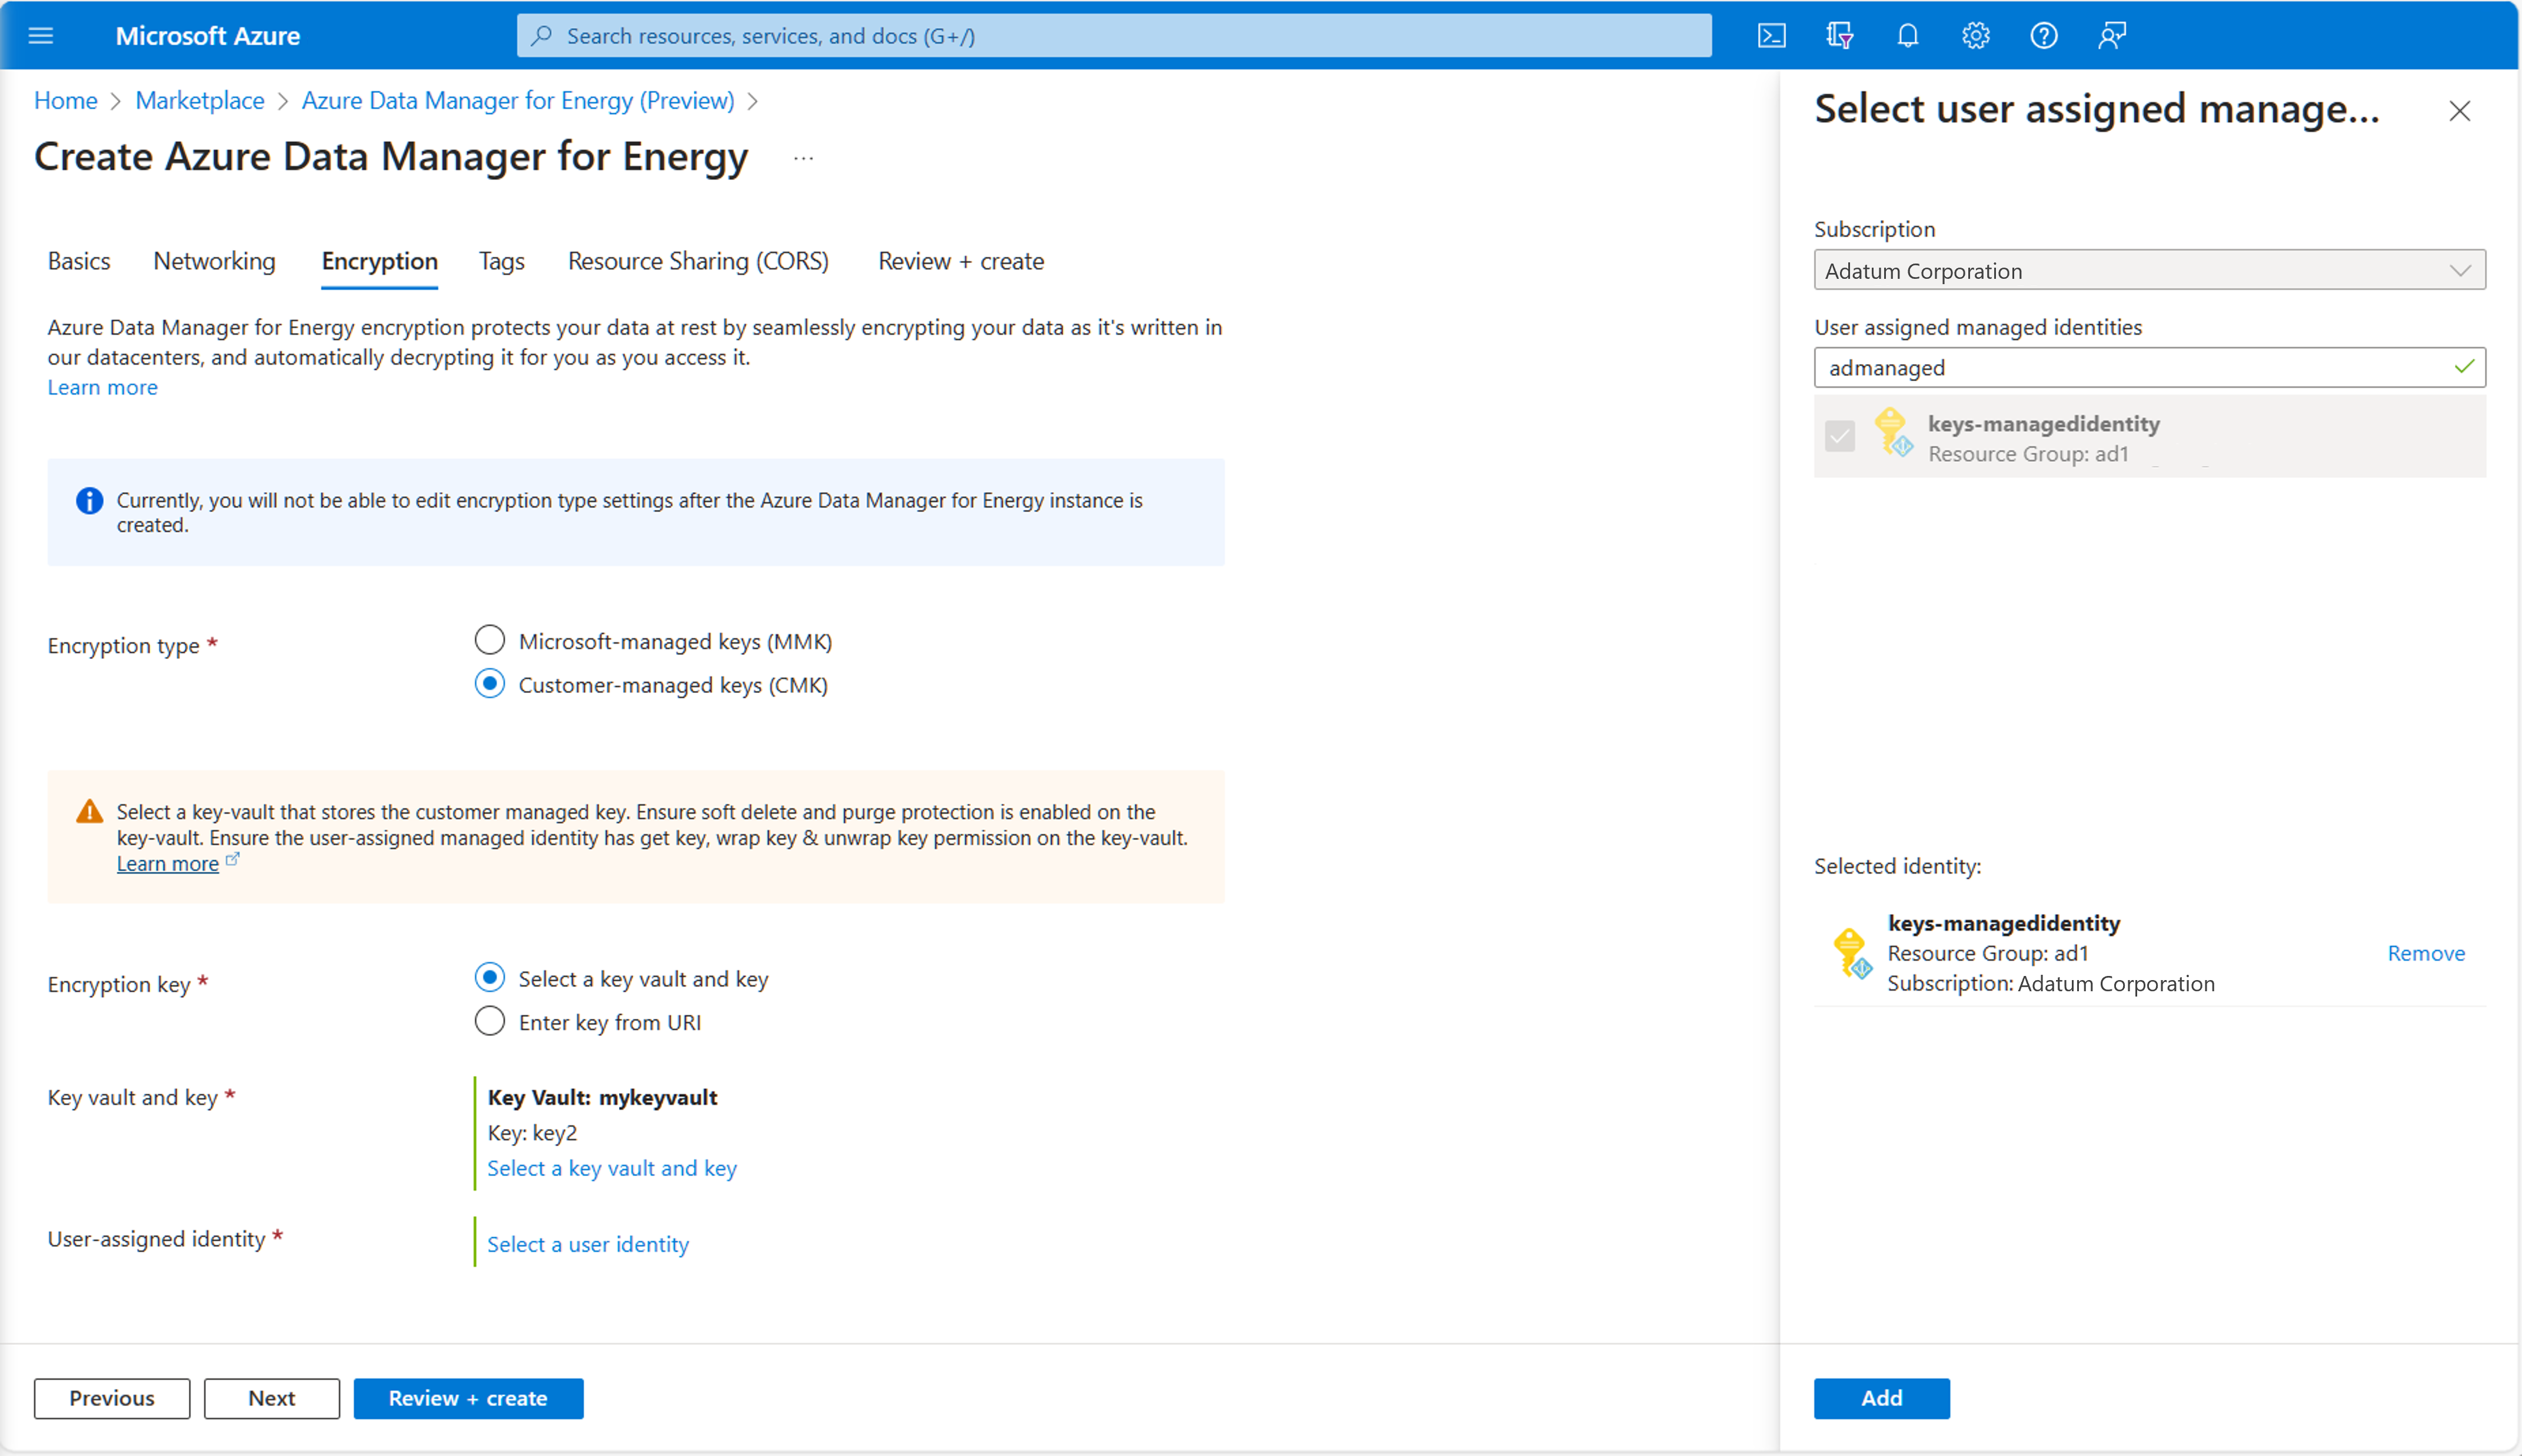 Microsoft Azure
Search resources, services, and docs (G+/)
Home > Marketplace > Azure Data Manager for Energy (Preview) >
Create Azure Data Manager for Energy ...
Basics Networking Encryption Tags Resource Sharing (CORS) Review + create
Azure Data Manager for Energy encryption protects your data at rest by seamlessly encrypting your data as it's written in
our datacenters, and automatically decrypting it for you as you access it.
Learn more
Currently, you will not be able to edit encryption type settings after the Azure Data Manager for Energy instance is
created.
Encryption type *
Microsoft-managed keys (MMK)
Customer-managed keys (CMK)
Select a key-vault that stores the customer managed key. Ensure soft delete and purge protection is enabled on the
key-vault. Ensure the user-assigned managed identity has get key, wrap key & unwrap key permission on the key-vault.
Learn more
Encryption key *
Select a key vault and key
Enter key from URI
Key vault and key *
Key Vault: mykeyvault
Key: key2
Select a key vault and key
User-assigned identity *
Select a user identity
Previous
Next
Review + create
Select user assigned manage...
Subscription
Adatum Corporation
User assigned managed identities
admanaged
keys-managedidentity
Resource Group: ad1
Selected identity:
keys-managedidentity
Resource Group: ad1
Remove
Subscription: Adatum Corporation
Add